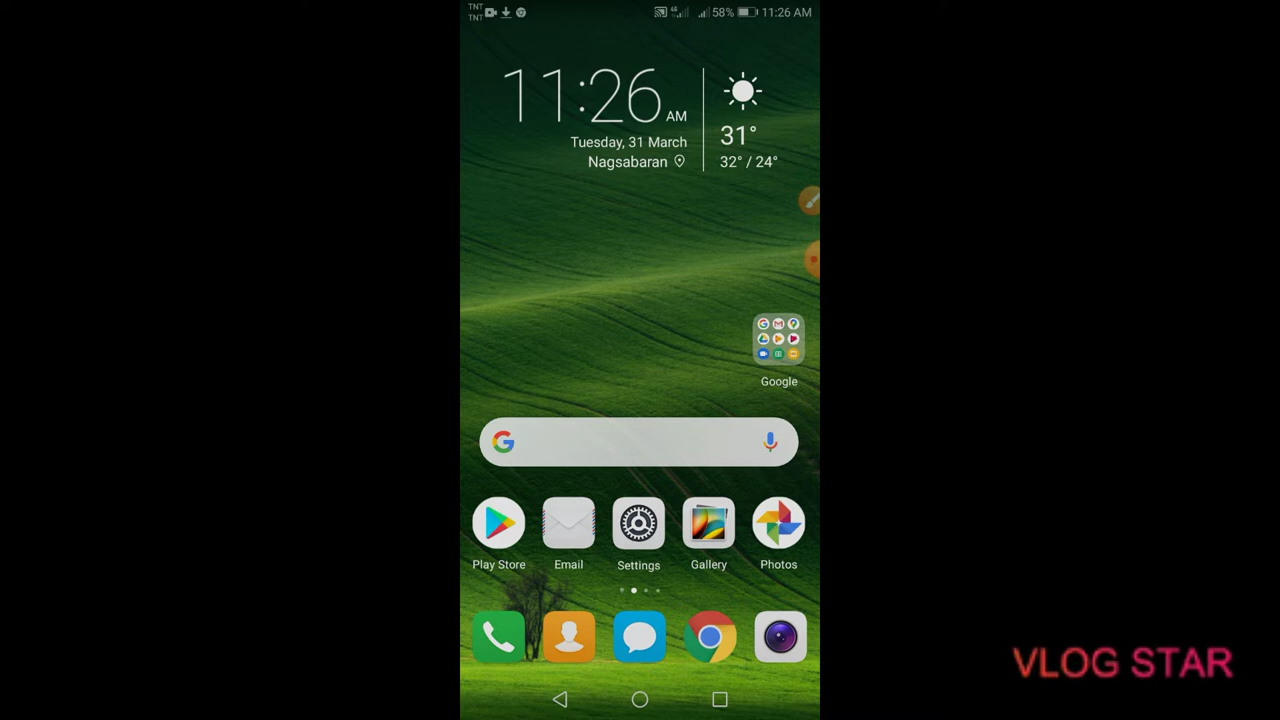 TNT
TNT
4G
58%
11:26 AM
11:26 AM
Tuesday, 31 March
Nagsabaran
31°
32° / 24°
Google
Play Store
Email
Settings
Gallery
Photos
VLOG STAR